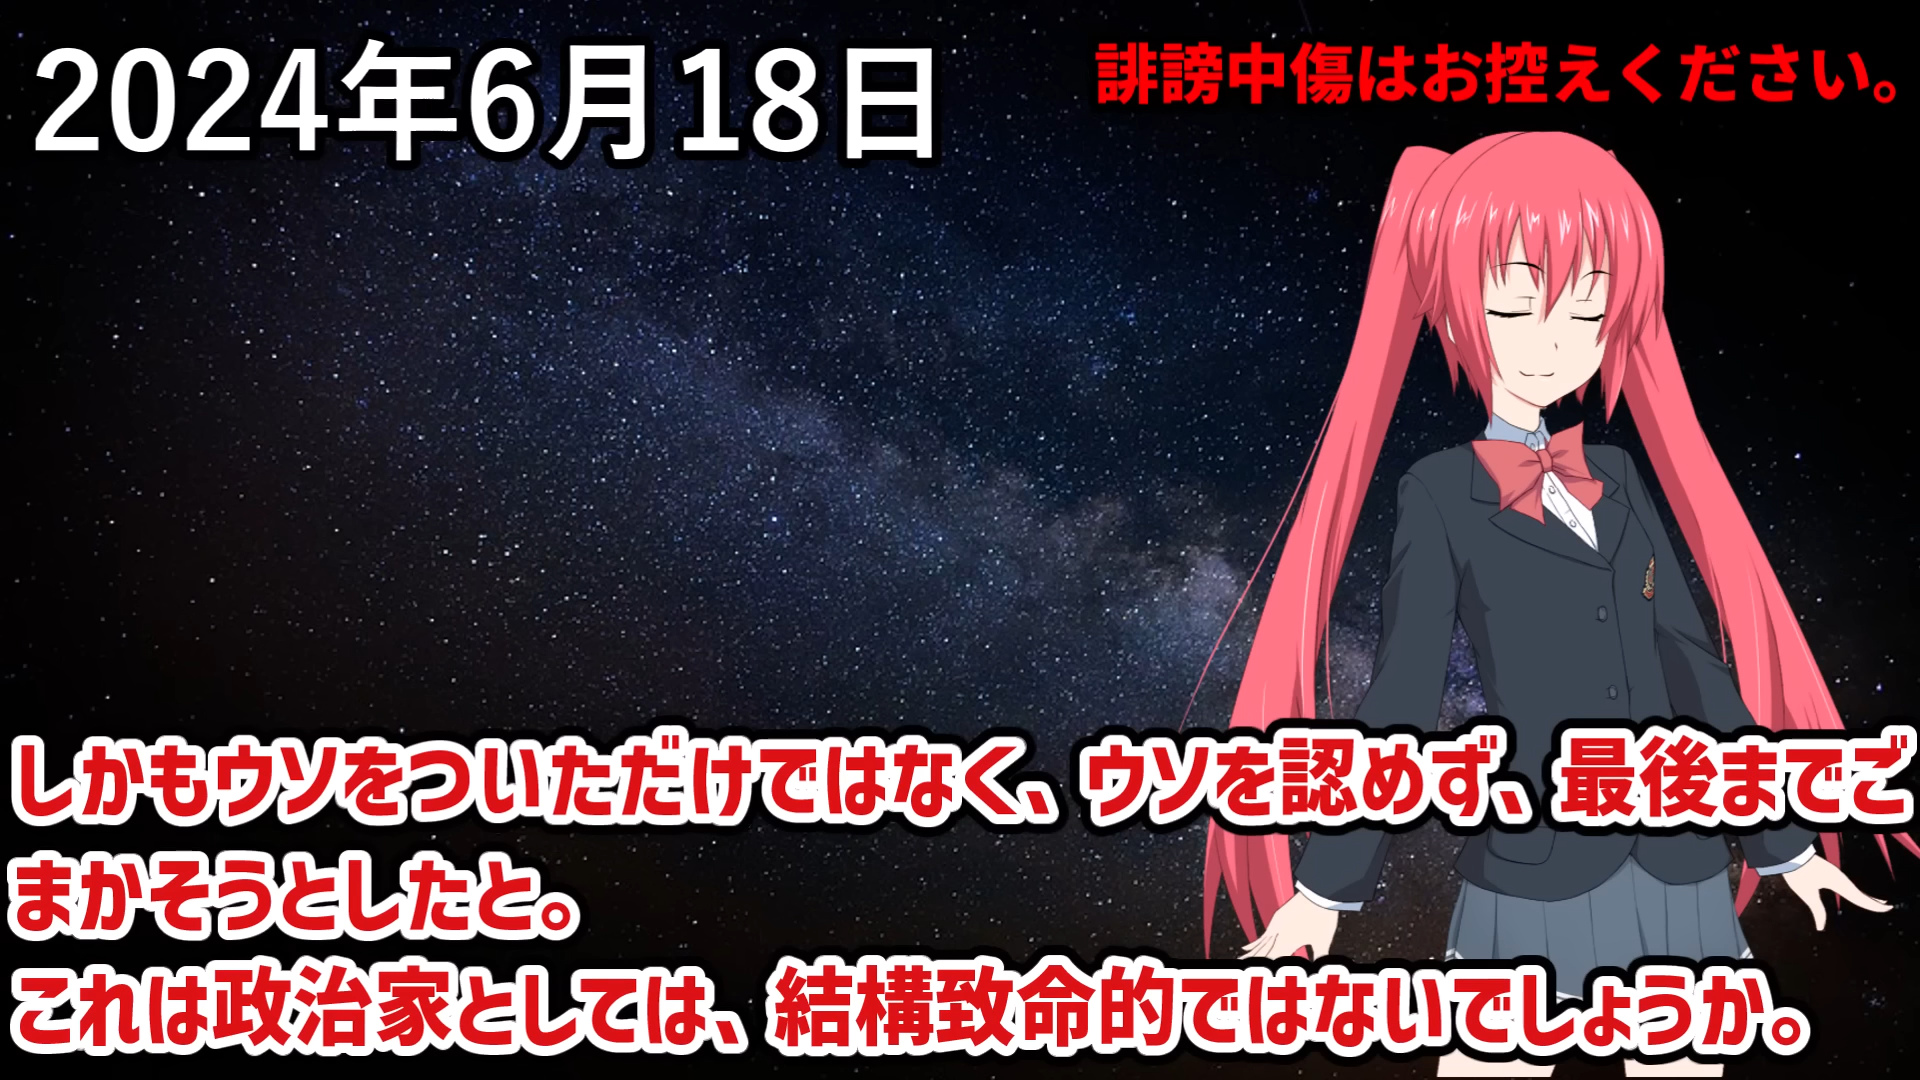 2024年6月18日
誹謗中傷はお控えください。
しかもウソをついただけではなく、ウソを認めず、最後までご
まかそうとしたと。
これは政治家としては、結構致命的ではないでしょうか。